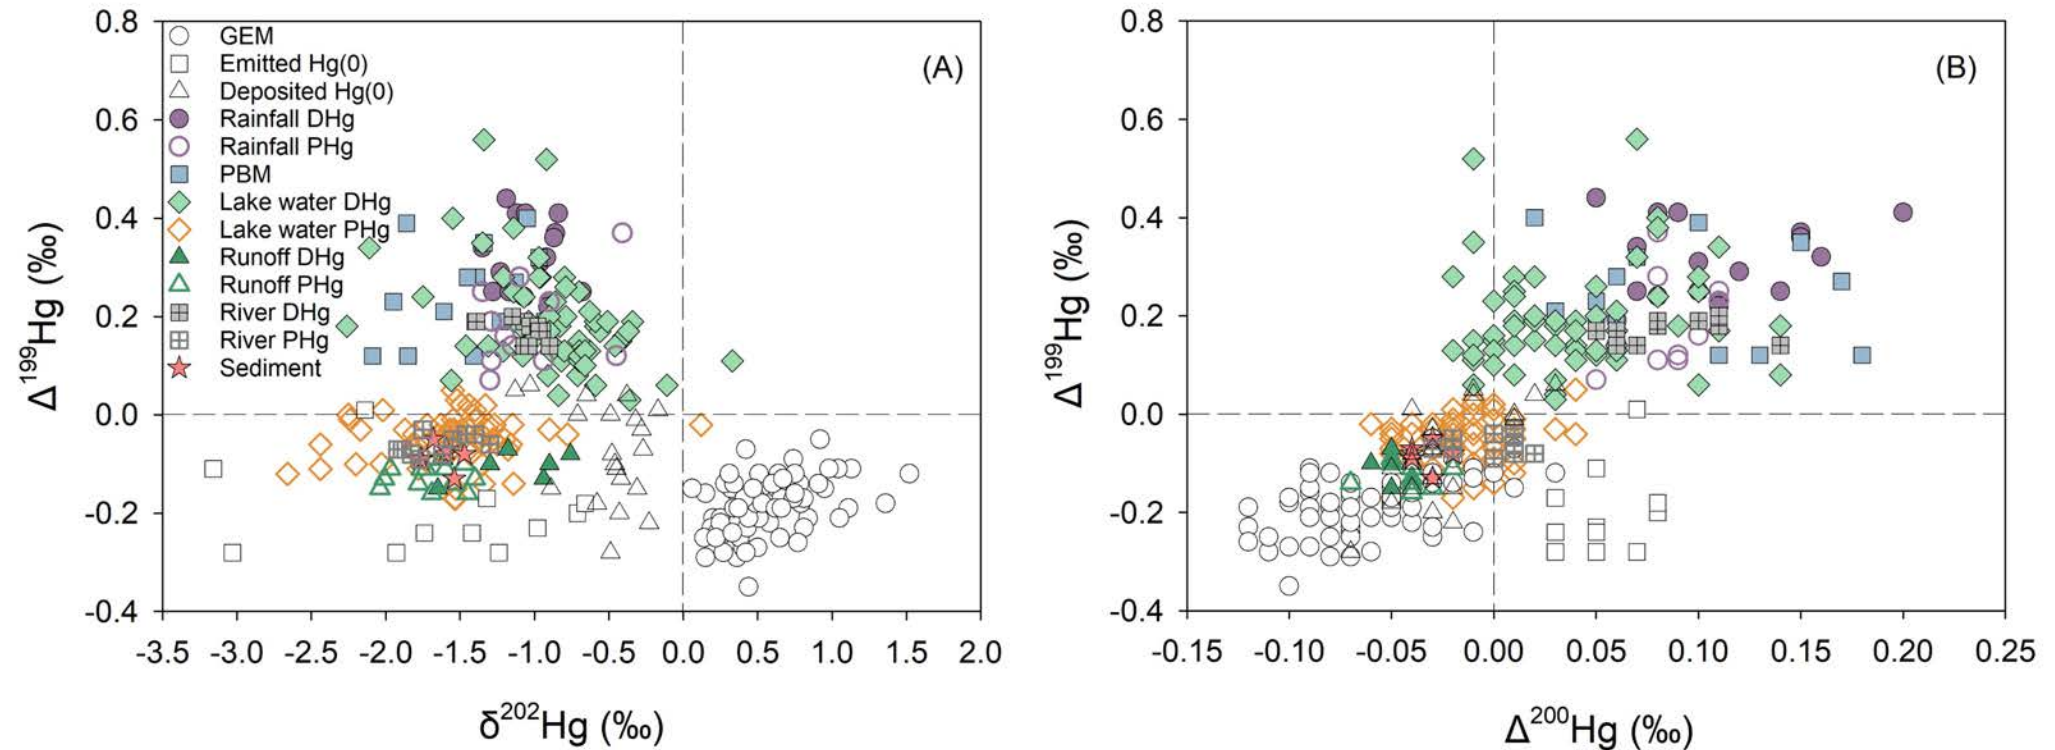 0.8
0.6
0.4
0.2
0.0
-0.2
-0.4
Δ¹⁹⁹Hg (‰)
GEM
Emitted Hg(0)
Deposited Hg(0)
Rainfall DHg
Rainfall PHg
PBM
Lake water DHg
Lake water PHg
Runoff DHg
Runoff PHg
River DHg
River PHg
Sediment
(A)
-3.5 -3.0 -2.5 -2.0 -1.5 -1.0 -0.5 0.0 0.5 1.0 1.5 2.0
δ²⁰²Hg (‰)
0.8
0.6
0.4
0.2
0.0
-0.2
-0.4
Δ¹⁹⁹Hg (‰)
(B)
-0.15 -0.10 -0.05 0.00 0.05 0.10 0.15 0.20 0.25
Δ²⁰⁰Hg (‰)